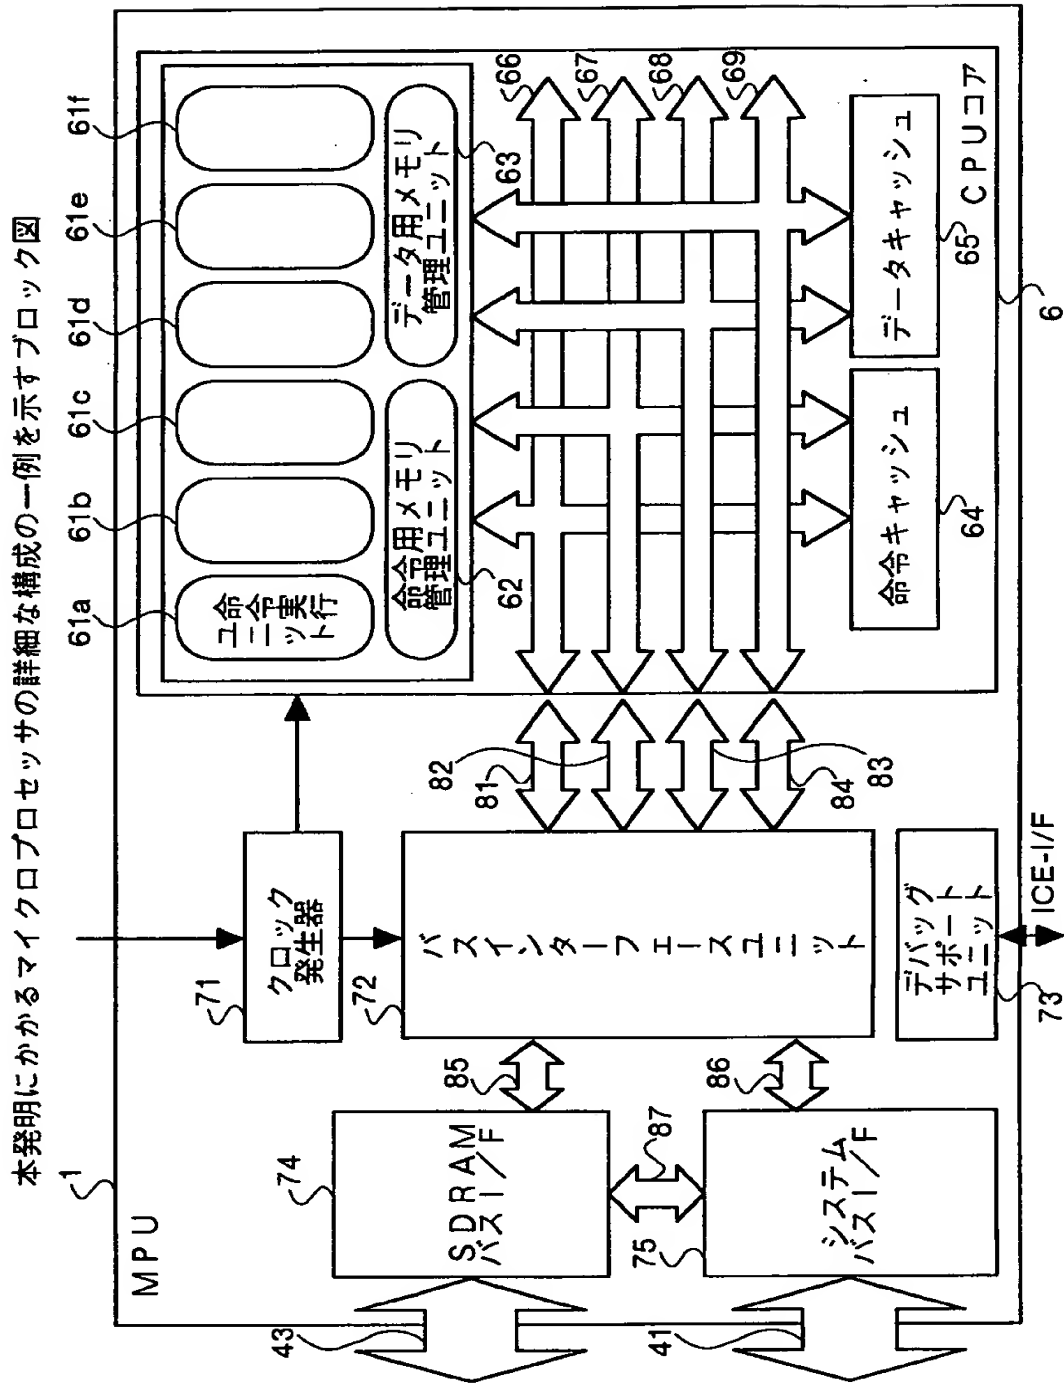 本発明にかかるマイクロプロセッサの詳細な構成の一例を示すブロック図
1
MPU
61a
61b
61c
61d
61e
61f
命令実行
ユニット
命令用メモリ
管理ユニット
62
データ用メモリ
管理ユニット
63
66
67
68
69
命令キャッシュ
64
データキャッシュ
65
CPUコア
6
71
クロック
発生器
72
バスインターフェースユニット
81
82
83
84
デバッグ
サポート
ユニット
73
ICE-I/F
74
SDRAM
バスI/F
85
86
87
75
システム
バスI/F
43
41